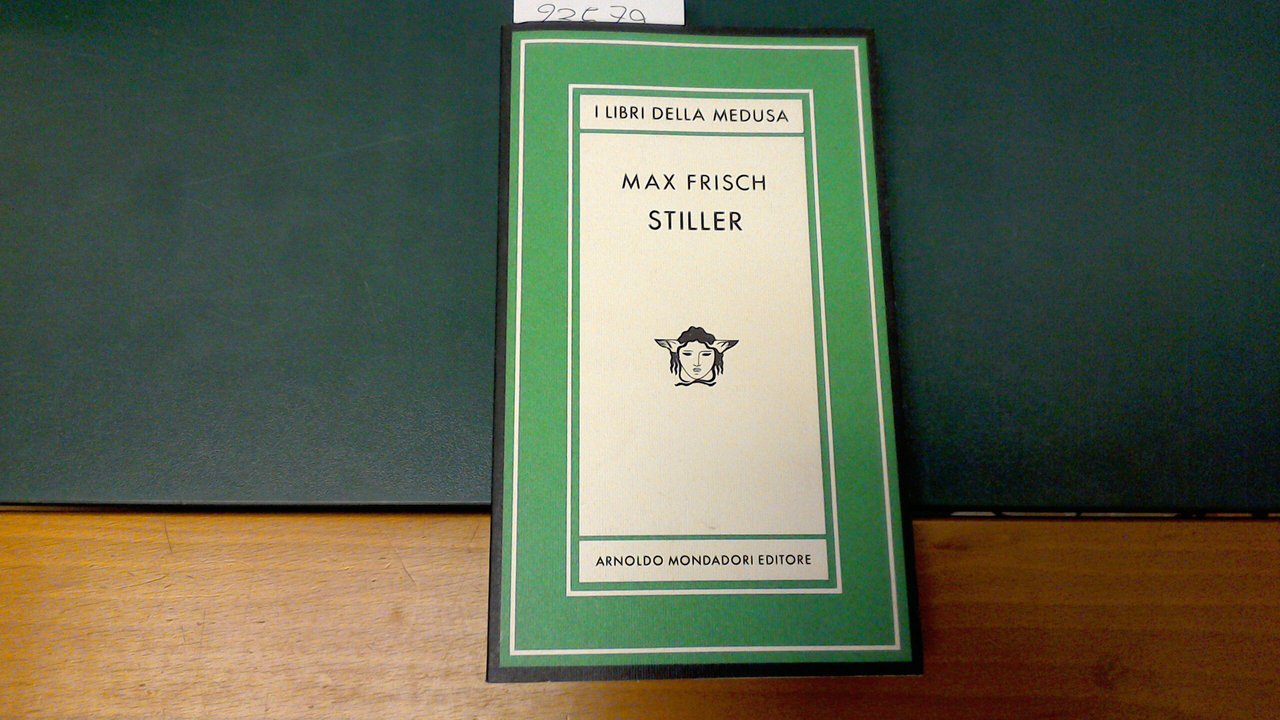 I LIBRI DELLA MEDUSA
MAX FRISCH
STILLER
ARNOLDO MONDADORI EDITORE